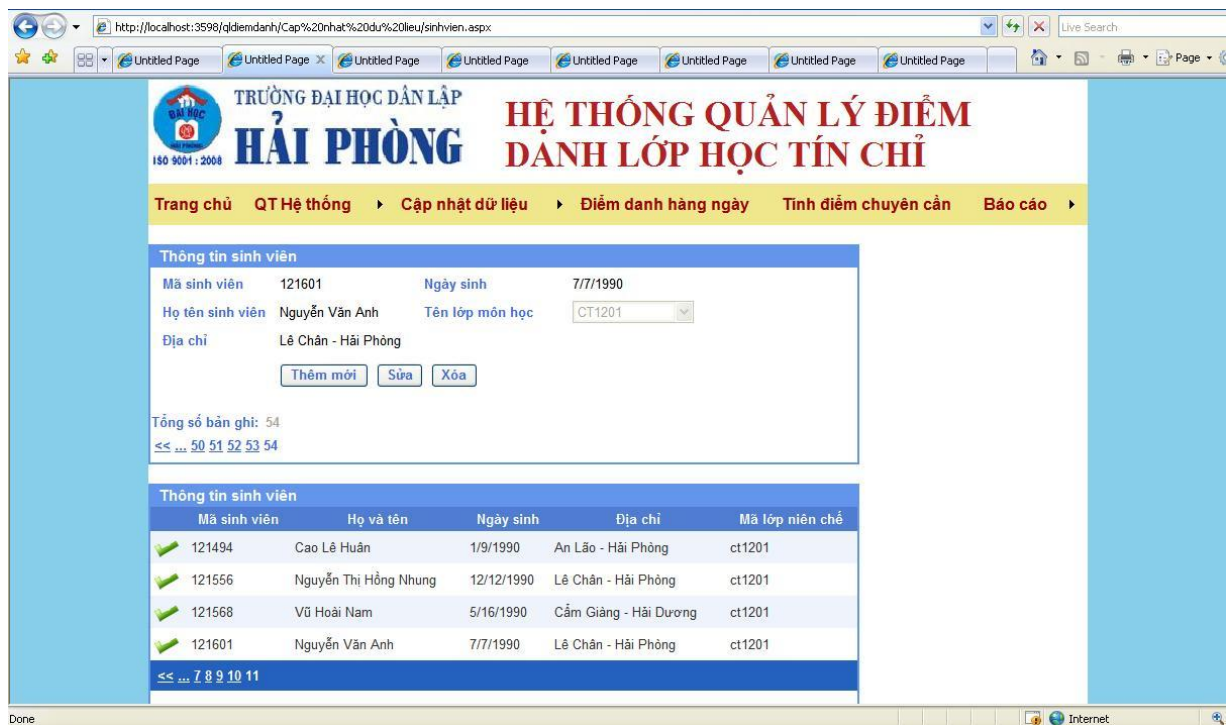 http://localhost:3598/qldiemdanh/Cap%20nhat%20du%20lieu/sinhvien.aspx Live Search
Untitled Page Untitled Page Untitled Page Untitled Page Untitled Page Untitled Page Untitled Page Untitled Page Page
TRƯỜNG ĐẠI HỌC DÂN LẬP
HẢI PHÒNG
ĐẠI HỌC
HẢI PHÒNG
ISO 9001 : 2008
HỆ THỐNG QUẢN LÝ ĐIỂM
DANH LỚP HỌC TÍN CHỈ
Trang chủ QT Hệ thống Cập nhật dữ liệu Điểm danh hàng ngày Tính điểm chuyên cần Báo cáo
Thông tin sinh viên
Mã sinh viên 121601 Ngày sinh 7/7/1990
Họ tên sinh viên Nguyễn Văn Anh Tên lớp môn học CT1201
Địa chỉ Lê Chân - Hải Phòng
Thêm mới Sửa Xóa
Tổng số bản ghi: 54
<< ... 50 51 52 53 54
Thông tin sinh viên
Mã sinh viên Họ và tên Ngày sinh Địa chỉ Mã lớp niên chế
121494 Cao Lê Huân 1/9/1990 An Lão - Hải Phòng ct1201
121556 Nguyễn Thị Hồng Nhung 12/12/1990 Lê Chân - Hải Phòng ct1201
121568 Vũ Hoài Nam 5/16/1990 Cẩm Giàng - Hải Dương ct1201
121601 Nguyễn Văn Anh 7/7/1990 Lê Chân - Hải Phòng ct1201
<< ... 7 8 9 10 11
Done Internet